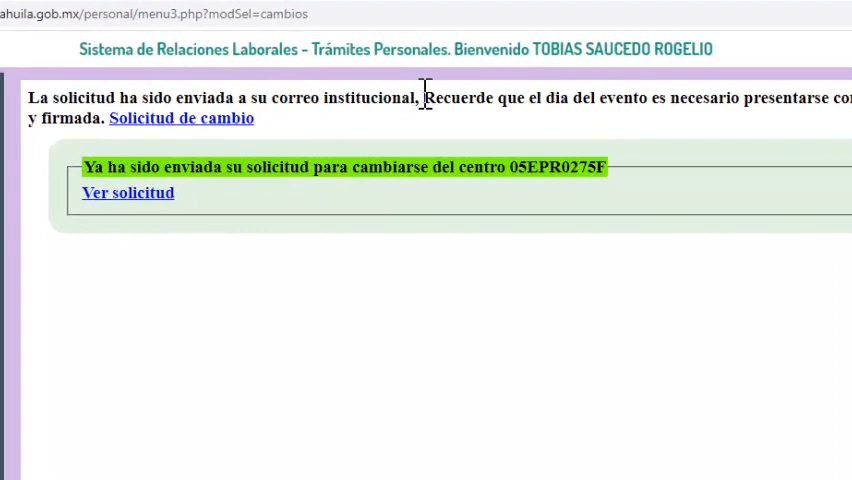 ahuila.gob.mx/personal/menu3.php?modSel=cambios
Sistema de Relaciones Laborales - Trámites Personales. Bienvenido TOBIAS SAUCEDO ROGELIO
La solicitud ha sido enviada a su correo institucional, Recuerde que el dia del evento es necesario presentarse co
y firmada. Solicitud de cambio
Ya ha sido enviada su solicitud para cambiarse del centro 05EPR0275F
Ver solicitud